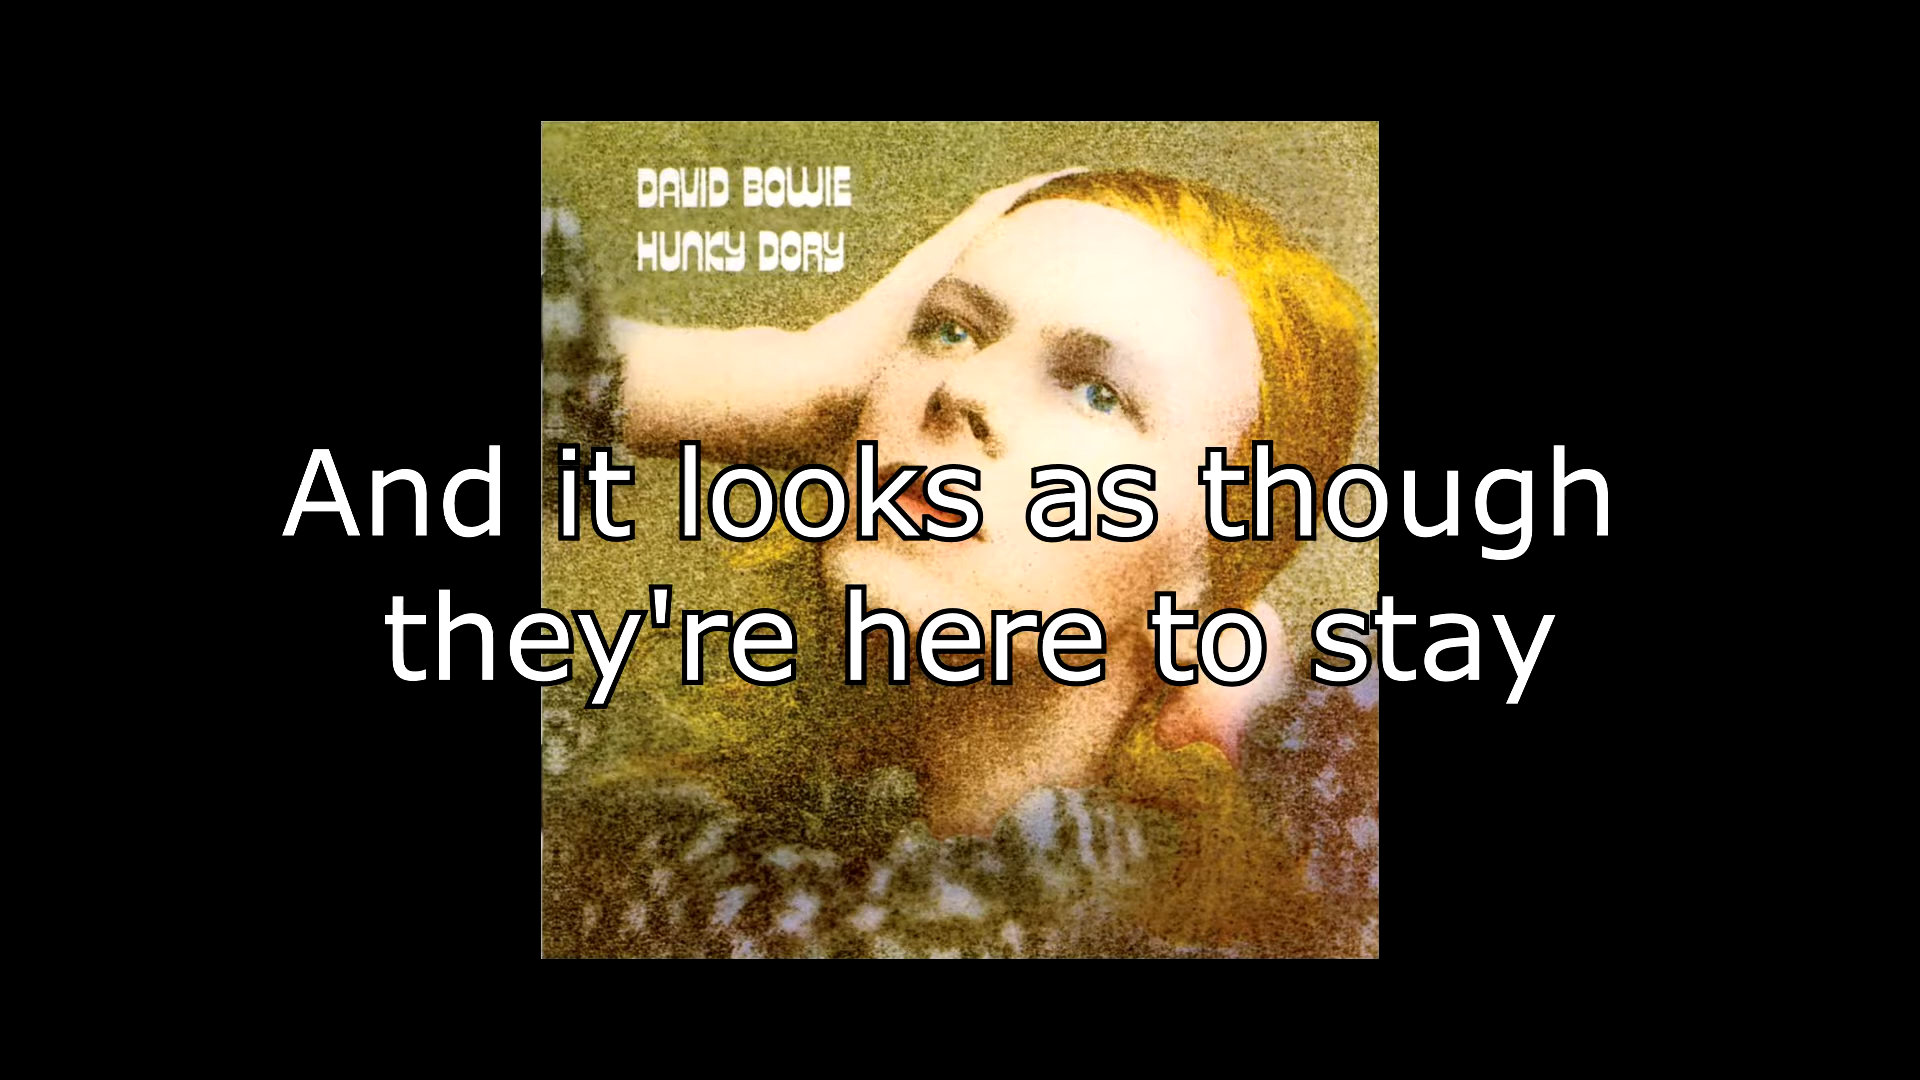 DAVID BOWIE
HUNKY DORY
And it looks as though
they're here to stay